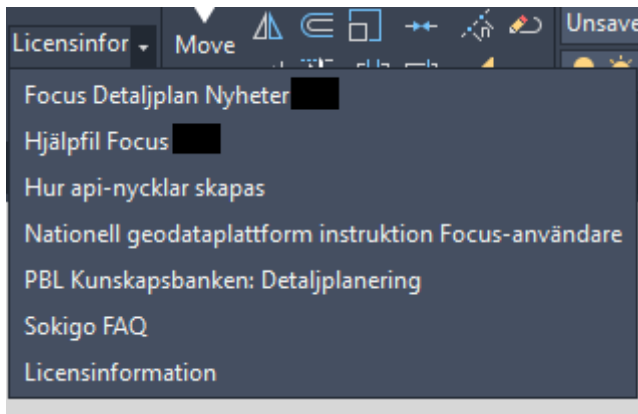 Licensinfor
Move
Unsave
Focus Detaljplan Nyheter
Hjälpfil Focus
Hur api-nycklar skapas
Nationell geodataplattform instruktion Focus-användare
PBL Kunskapsbanken: Detaljplanering
Sokigo FAQ
Licensinformation